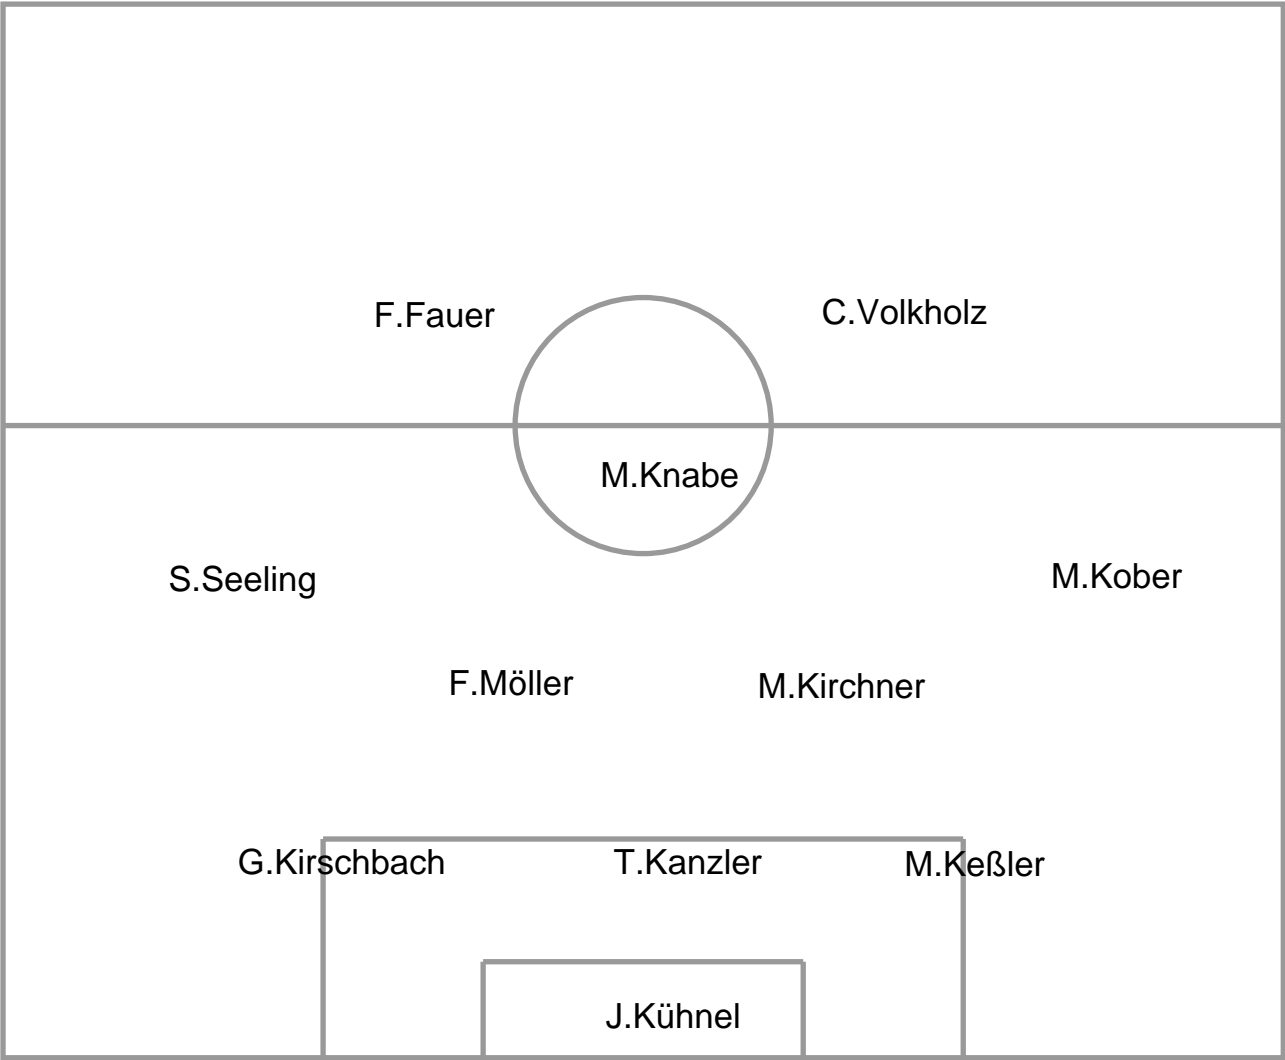 F.Fauer
C.Volkholz
M.Knabe
S.Seeling
M.Kober
F.Möller
M.Kirchner
G.Kirschbach
T.Kanzler
M.Keßler
J.Kühnel